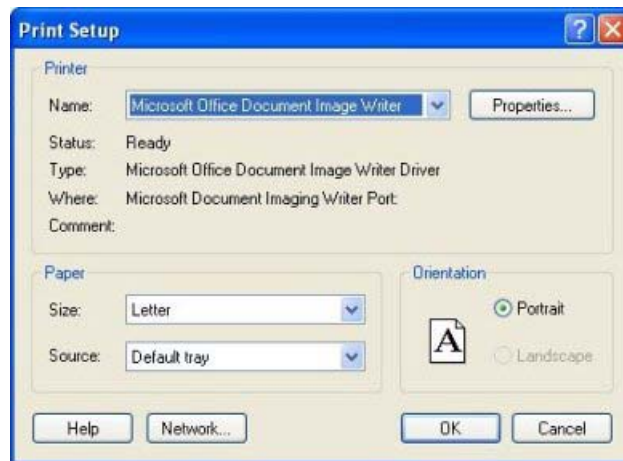 Print Setup
Printer
Name: Microsoft Office Document Image Writer Properties...
Status: Ready
Type: Microsoft Office Document Image Writer Driver
Where: Microsoft Document Imaging Writer Port:
Comment:
Paper
Size: Letter
Source: Default tray
Orientation
A
Portrait
Landscape
Help Network... OK Cancel